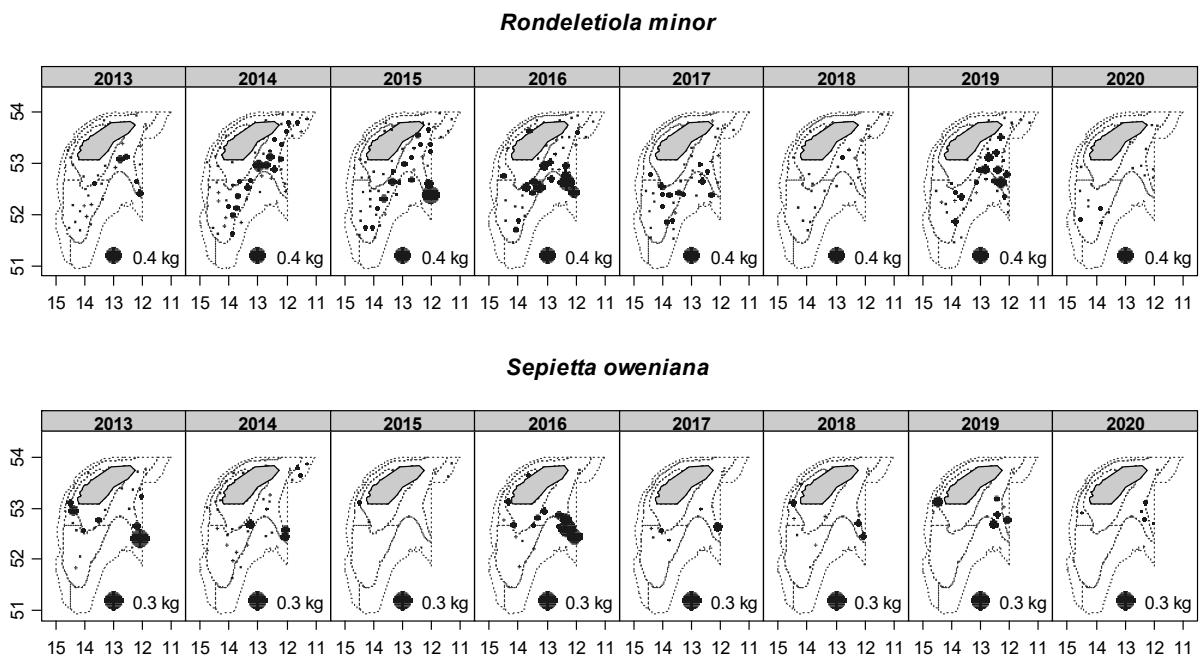 Rondeletiola minor
2013 2014 2015 2016 2017 2018 2019 2020
54
53
52
51
0.4 kg 0.4 kg 0.4 kg 0.4 kg 0.4 kg 0.4 kg 0.4 kg 0.4 kg
15 14 13 12 11 15 14 13 12 11 15 14 13 12 11 15 14 13 12 11 15 14 13 12 11 15 14 13 12 11 15 14 13 12 11 15 14 13 12 11
Sepietta oweniana
2013 2014 2015 2016 2017 2018 2019 2020
54
53
52
51
0.3 kg 0.3 kg 0.3 kg 0.3 kg 0.3 kg 0.3 kg 0.3 kg 0.3 kg
15 14 13 12 11 15 14 13 12 11 15 14 13 12 11 15 14 13 12 11 15 14 13 12 11 15 14 13 12 11 15 14 13 12 11 15 14 13 12 11